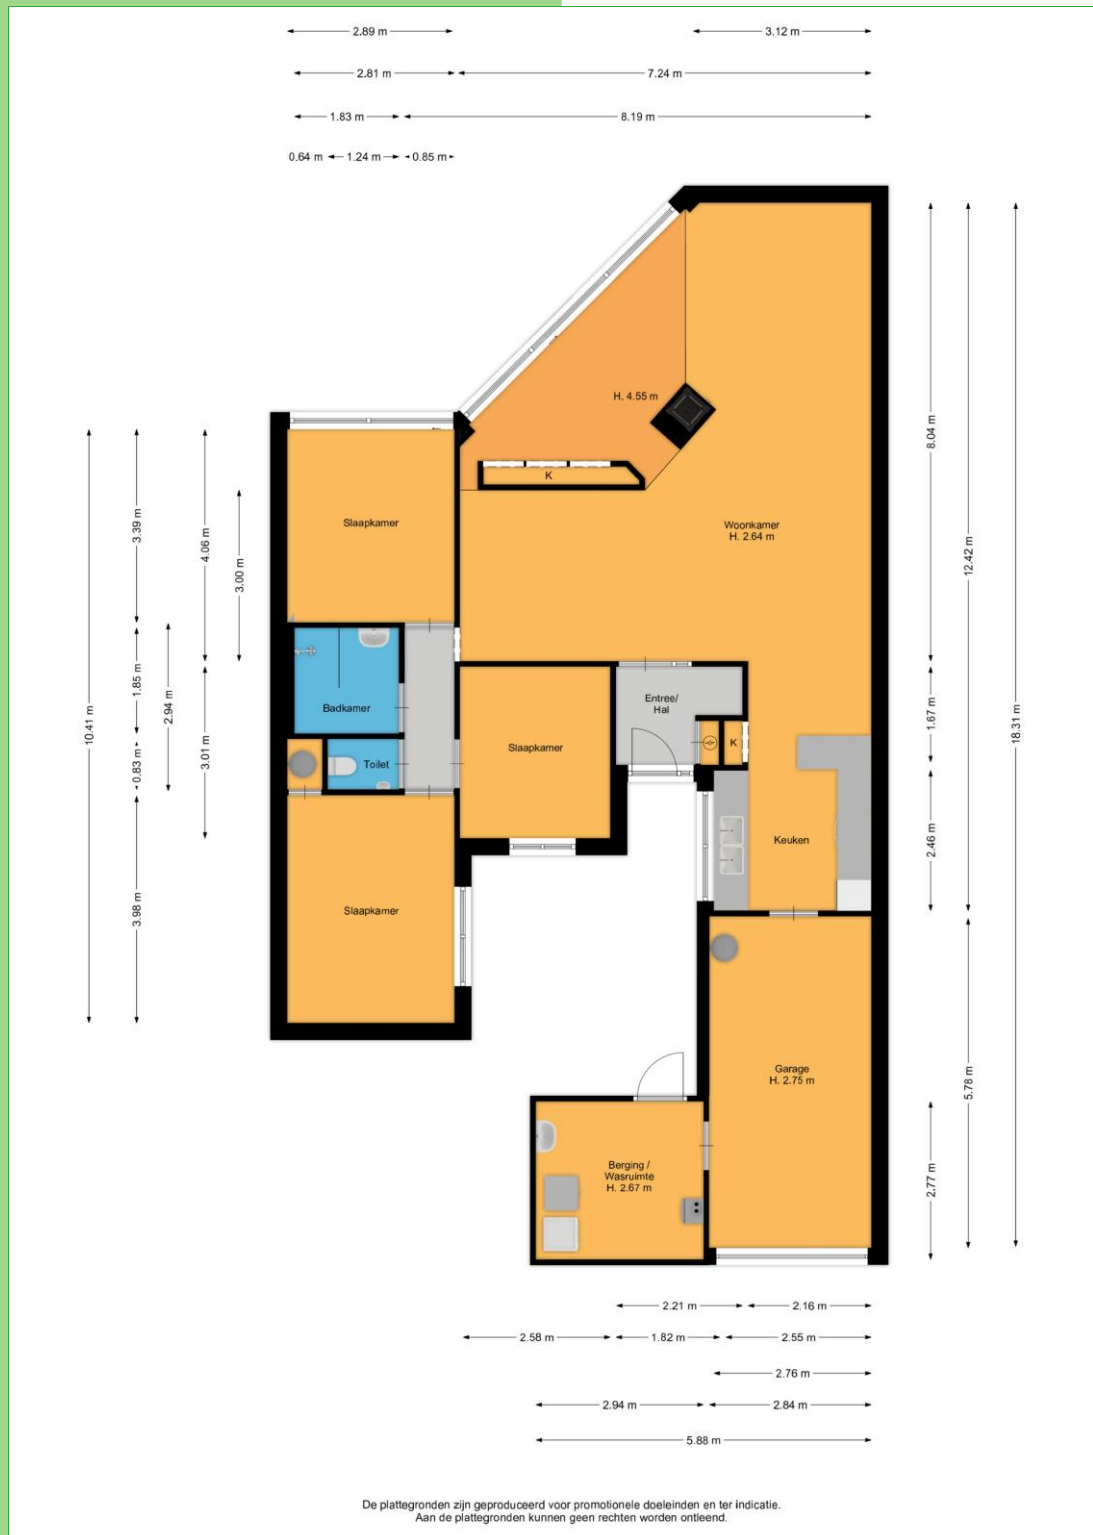 2.89 m
3.12 m
2.81 m
7.24 m
1.83 m
8.19 m
0.64 m
1.24 m
0.85 m
H. 4.55 m
K
Slaapkamer
Woonkamer
H. 2.64 m
Badkamer
Toilet
Slaapkamer
Entree/
Hal
K
Keuken
Slaapkamer
Garage
H. 2.75 m
Berging /
Wasruimte
H. 2.67 m
10.41 m
3.39 m
1.85 m
0.83 m
3.98 m
2.94 m
4.06 m
3.01 m
3.00 m
8.04 m
1.67 m
2.46 m
2.77 m
12.42 m
5.78 m
18.31 m
2.21 m
2.16 m
2.58 m
1.82 m
2.55 m
2.76 m
2.94 m
2.84 m
5.88 m
De plattegronden zijn geproduceerd voor promotionele doeleinden en ter indicatie.
Aan de plattegronden kunnen geen rechten worden ontleend.